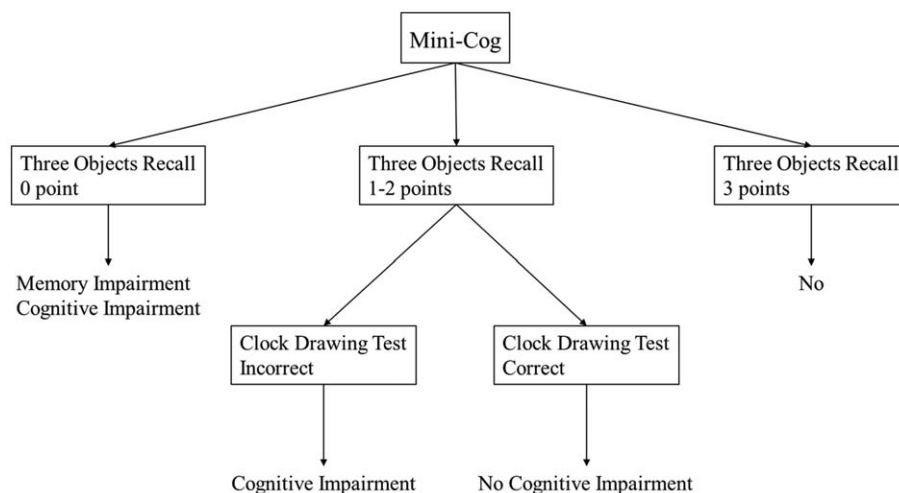 Mini-Cog
Three Objects Recall
0 point
Three Objects Recall
1-2 points
Three Objects Recall
3 points
Memory Impairment
Cognitive Impairment
No
Clock Drawing Test
Incorrect
Clock Drawing Test
Correct
Cognitive Impairment
No Cognitive Impairment